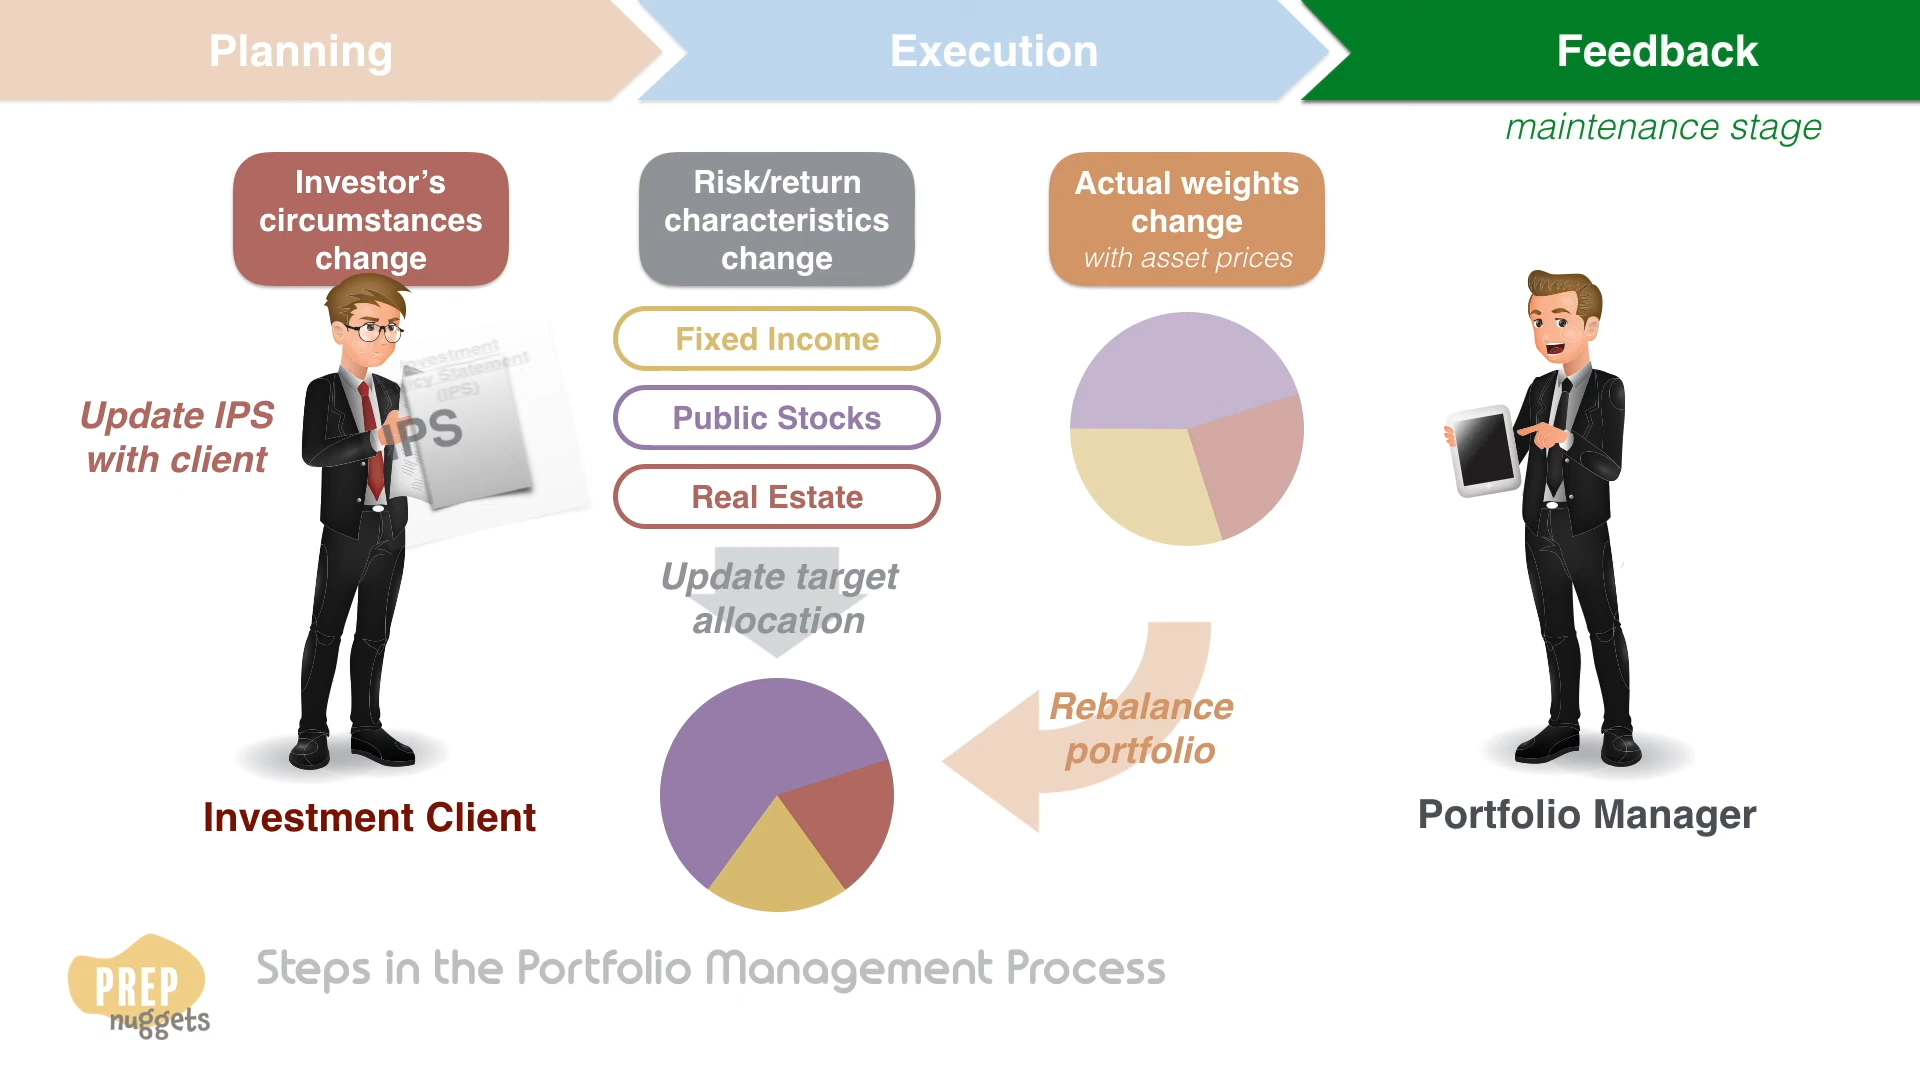 Planning
Execution
Feedback
maintenance stage
Investor's
circumstances
change
Risk/return
characteristics
change
Actual weights
change
with asset prices
Fixed Income
Public Stocks
Real Estate
Update IPS
with client
IPS
Update target
allocation
Rebalance
portfolio
Investment Client
Portfolio Manager
PREP
nuggets
Steps in the Portfolio Management Process